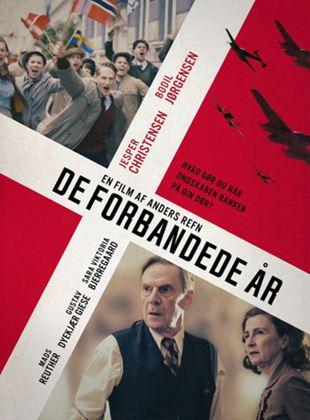 JESPER
CHRISTENSEN
BODIL
JØRGENSEN
HVAD GØR DU NÅR
ONDSKABEN BANKER
PÅ DIN DØR?
EN FILM AF ANDERS REFN
DE FORBANDEDE ÅR
MADS
REUTHER
GUSTAV
DYEKJÆR GIESE
SARA VIKTORIA
BJERREGAARD